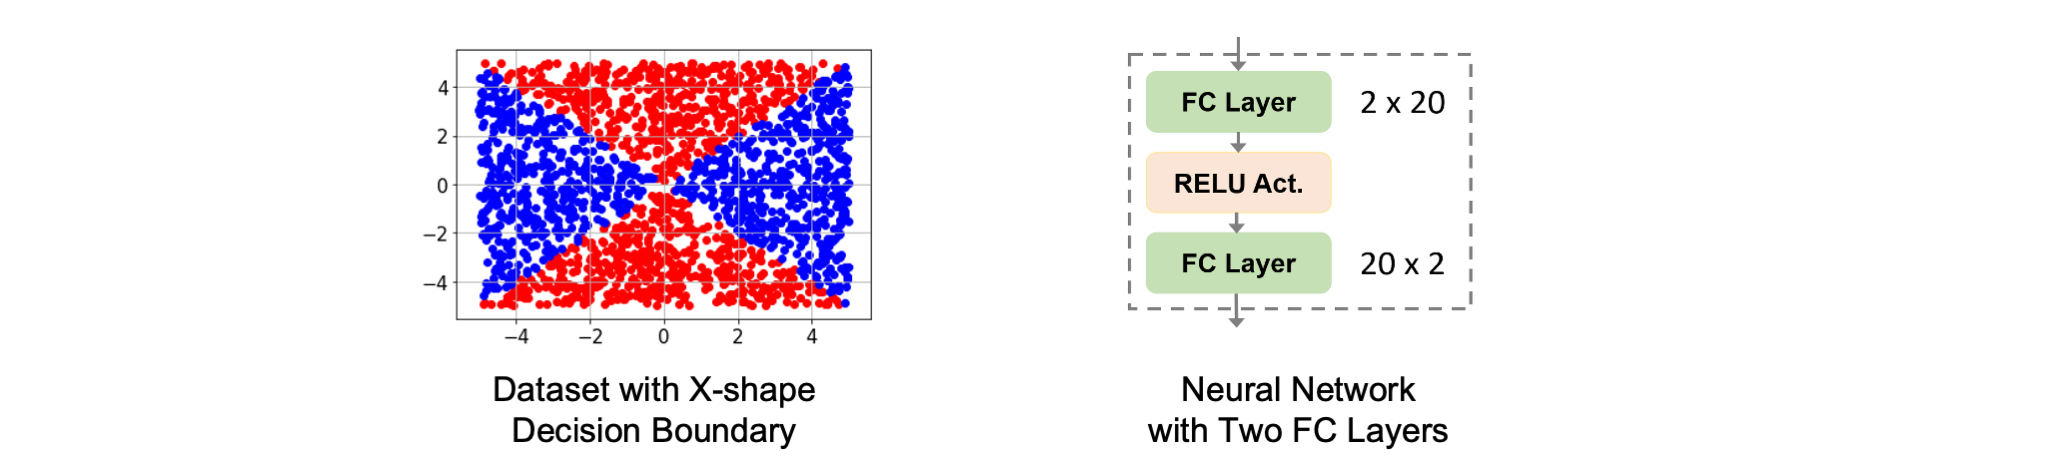 4
2
0
−2
−4
−4 −2 0 2 4
Dataset with X-shape
Decision Boundary
FC Layer 2 x 20
RELU Act.
FC Layer 20 x 2
Neural Network
with Two FC Layers